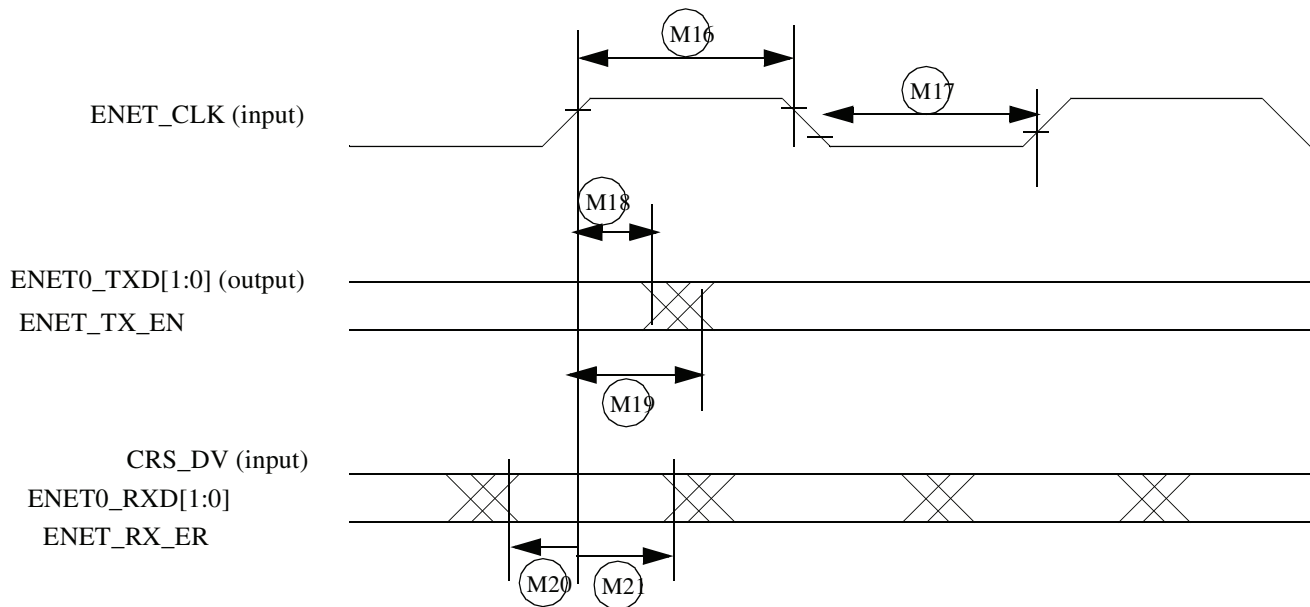 M16
ENET_CLK (input)
M17
M18
ENET0_TXD[1:0] (output)
ENET_TX_EN
M19
CRS_DV (input)
ENET0_RXD[1:0]
ENET_RX_ER
M20
M21